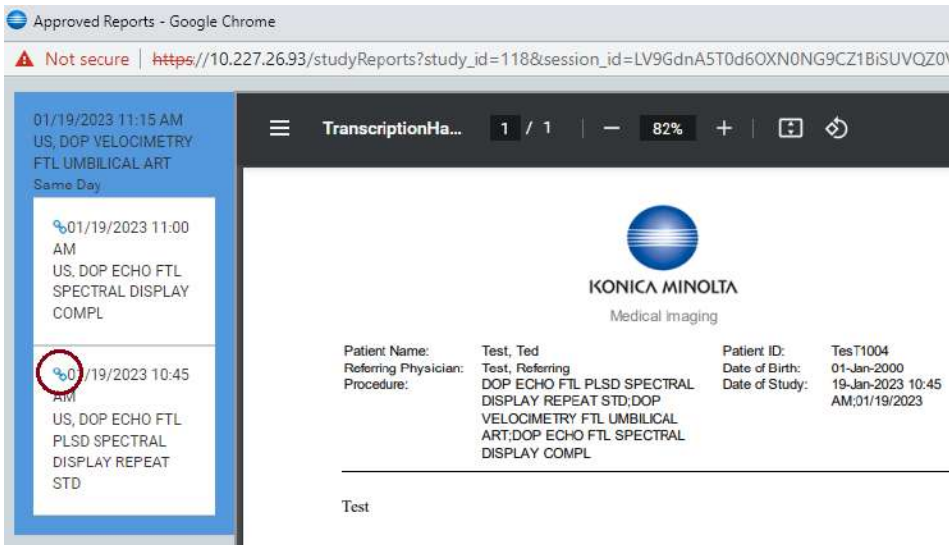 Approved Reports - Google Chrome
Not secure | https://10.227.26.93/studyReports?study_id=118&session_id=LV9GdnA5T0d6OXN0NG9CZ1BiSUVQZ0
01/19/2023 11:15 AM
US, DOP VELOCIMETRY
FTL UMBILICAL ART
Same Day
01/19/2023 11:00
AM
US, DOP ECHO FTL
SPECTRAL DISPLAY
COMPL
01/19/2023 10:45
AM
US, DOP ECHO FTL
PLSD SPECTRAL
DISPLAY REPEAT
STD
TranscriptionHa... 1 / 1 | − 82% + |
KONICA MINOLTA
Medical Imaging
Patient Name: Test, Ted Patient ID: TesT1004
Referring Physician: Test, Referring Date of Birth: 01-Jan-2000
Procedure: DOP ECHO FTL PLSD SPECTRAL Date of Study: 19-Jan-2023 10:45
DISPLAY REPEAT STD;DOP AM;01/19/2023
VELOCIMETRY FTL UMBILICAL
ART;DOP ECHO FTL SPECTRAL
DISPLAY COMPL
Test